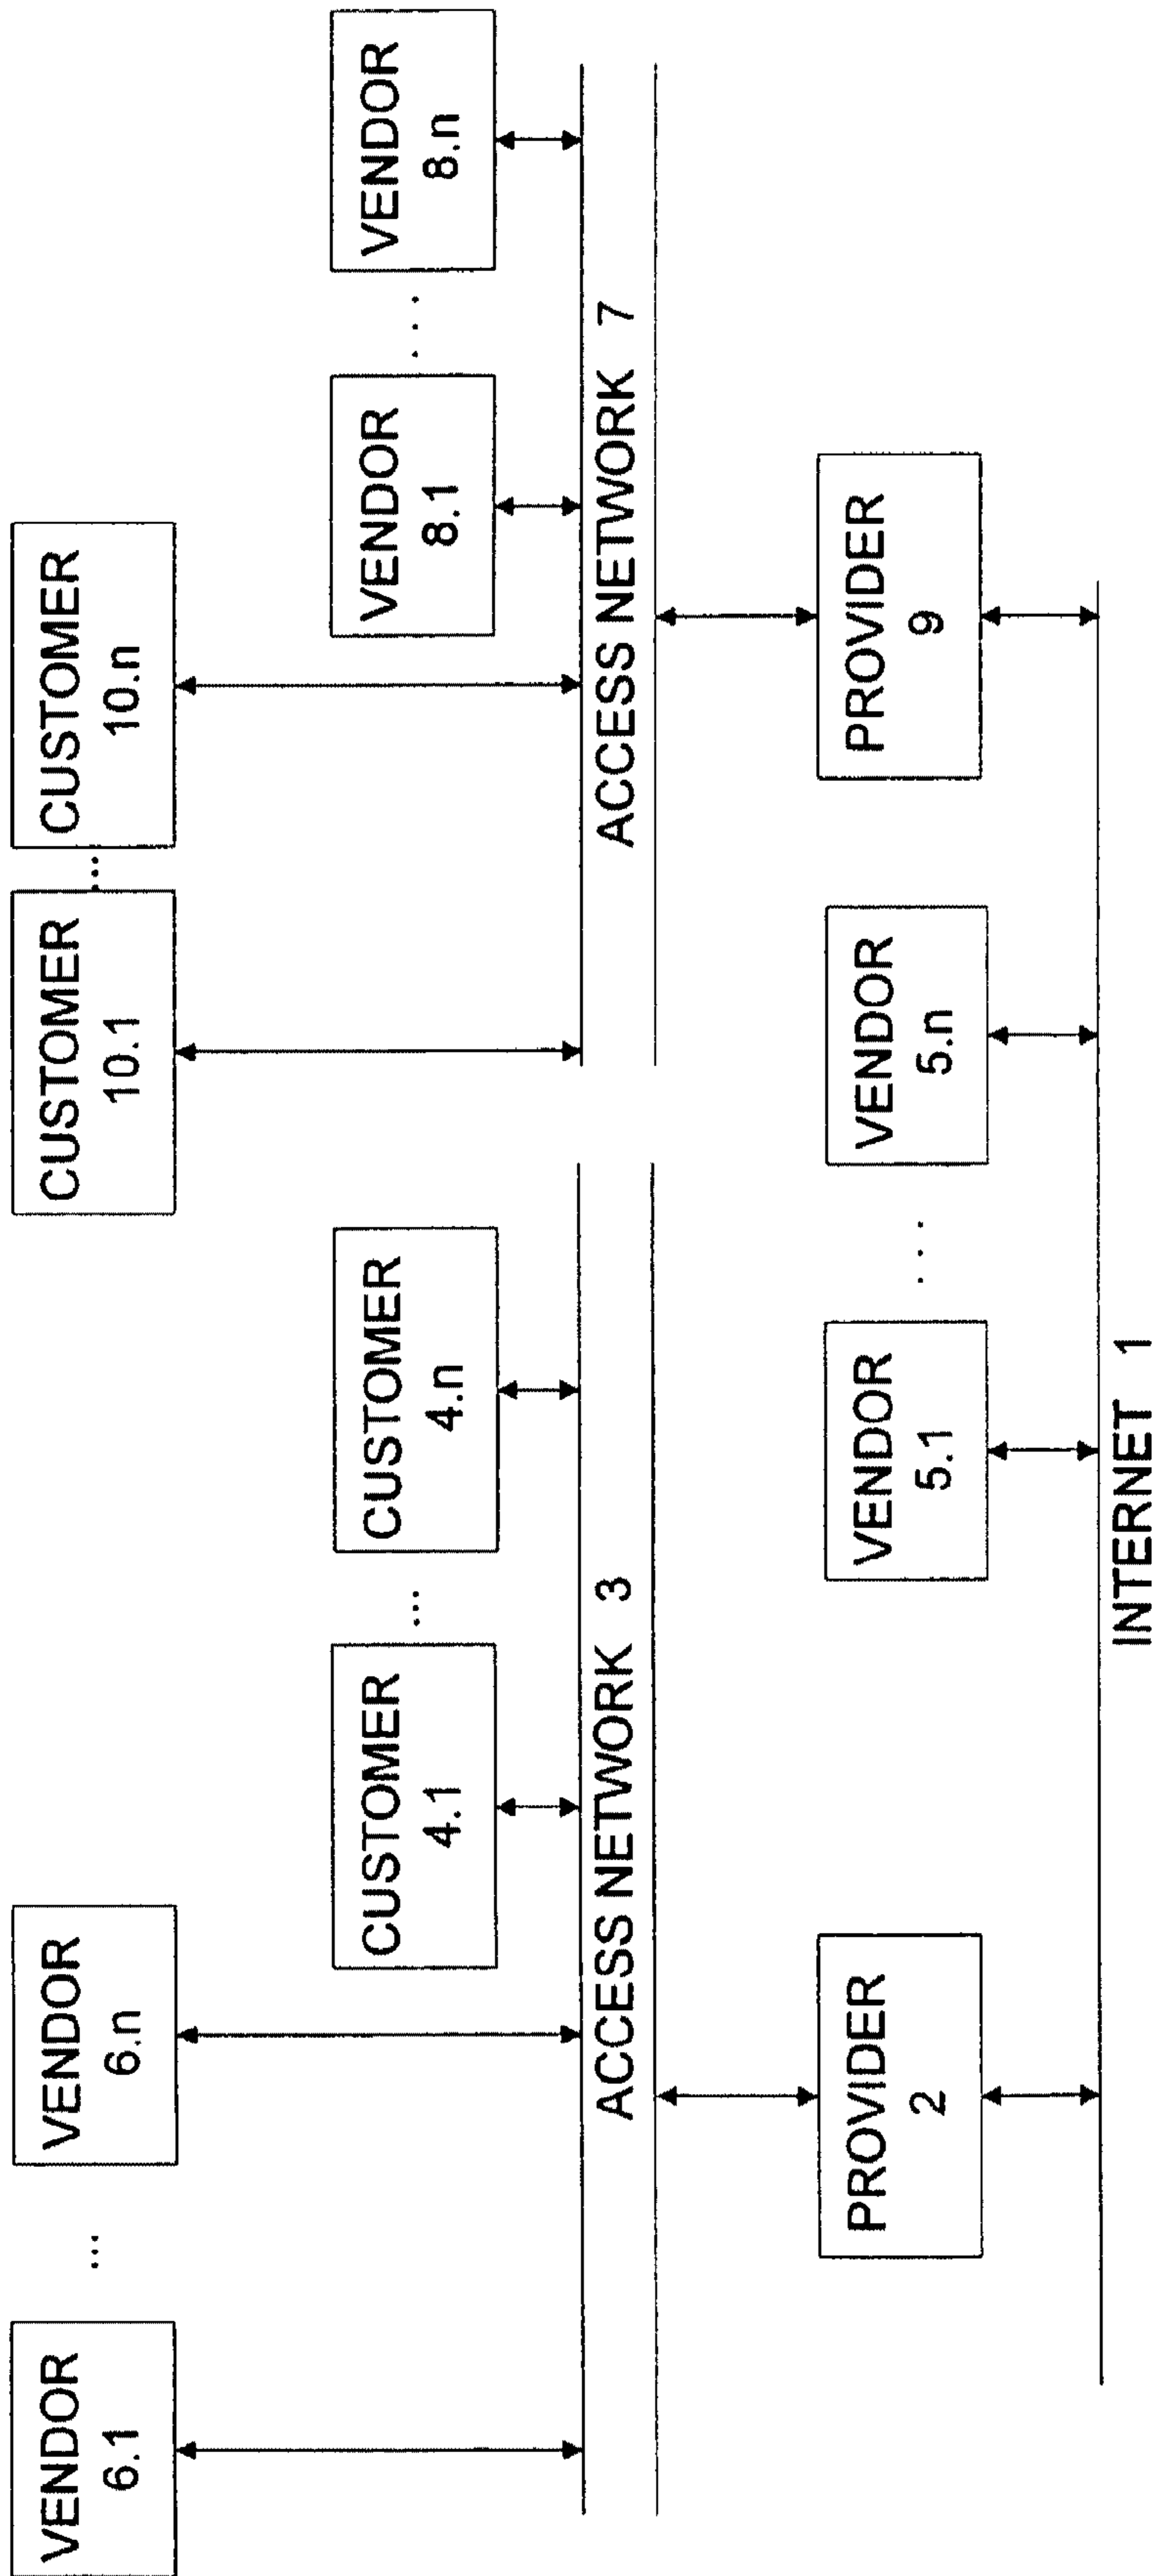 VENDOR
6.1
...
VENDOR
6.n
CUSTOMER
10.1
...
CUSTOMER
10.n
CUSTOMER
4.1
...
CUSTOMER
4.n
VENDOR
8.1
. . .
VENDOR
8.n
ACCESS NETWORK 3
ACCESS NETWORK 7
PROVIDER
2
VENDOR
5.1
. . .
VENDOR
5.n
PROVIDER
9
INTERNET 1